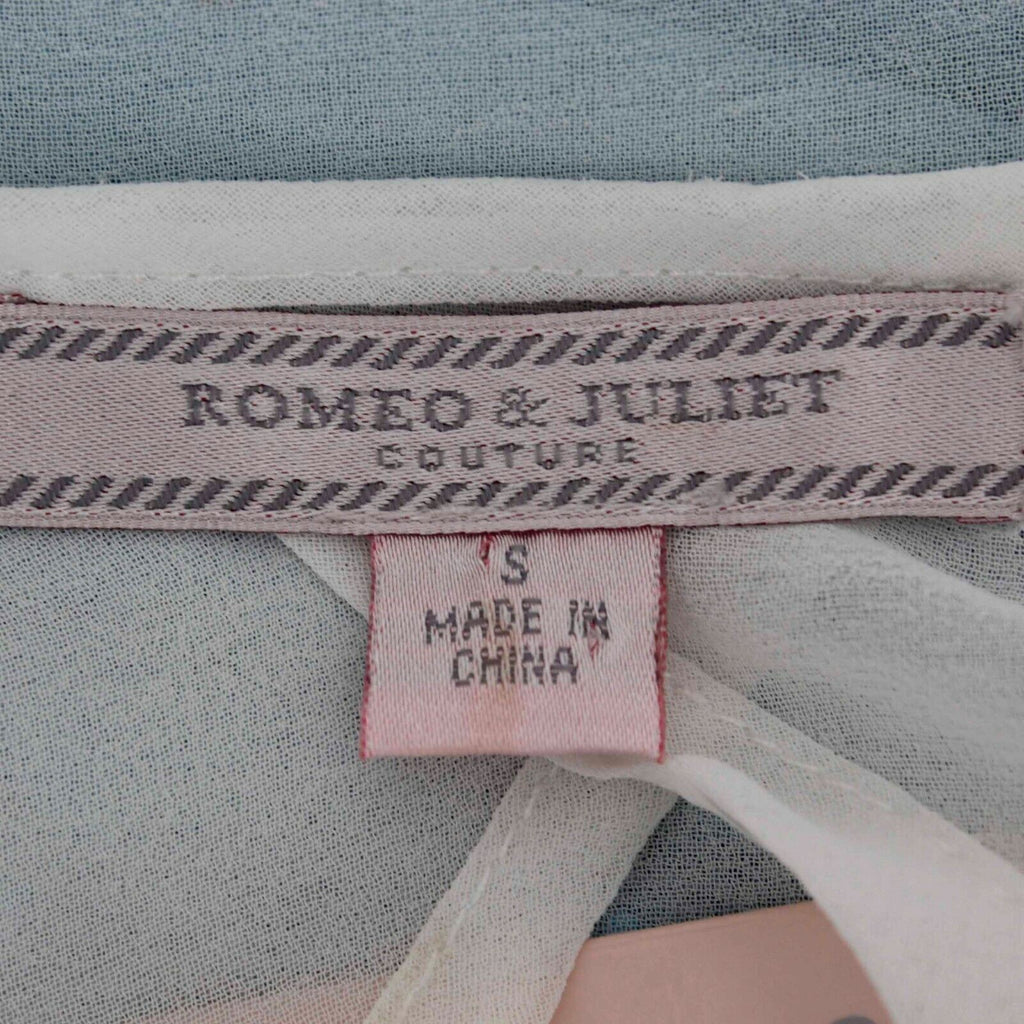 ROMEO & JULIET
COUTURE
S
MADE IN
CHINA